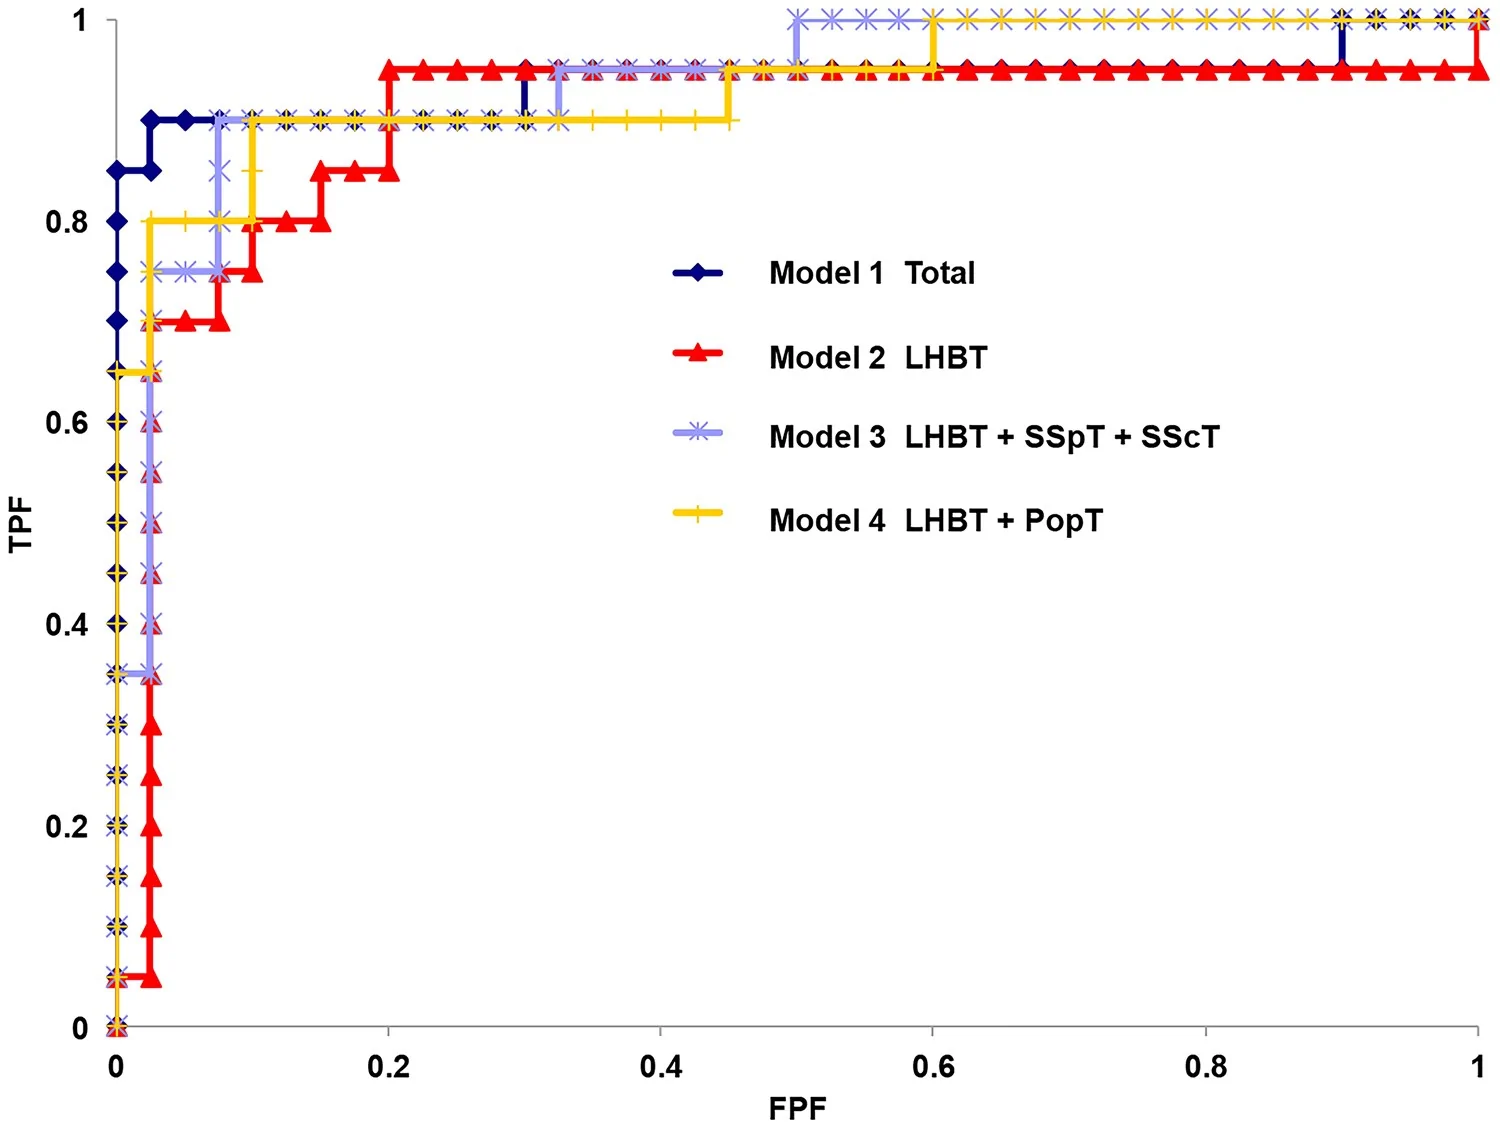 1
0.8
0.6
0.4
0.2
0
TPF
Model 1 Total
Model 2 LHBT
Model 3 LHBT + SSpT + SScT
Model 4 LHBT + PopT
0 0.2 0.4 0.6 0.8 1
FPF